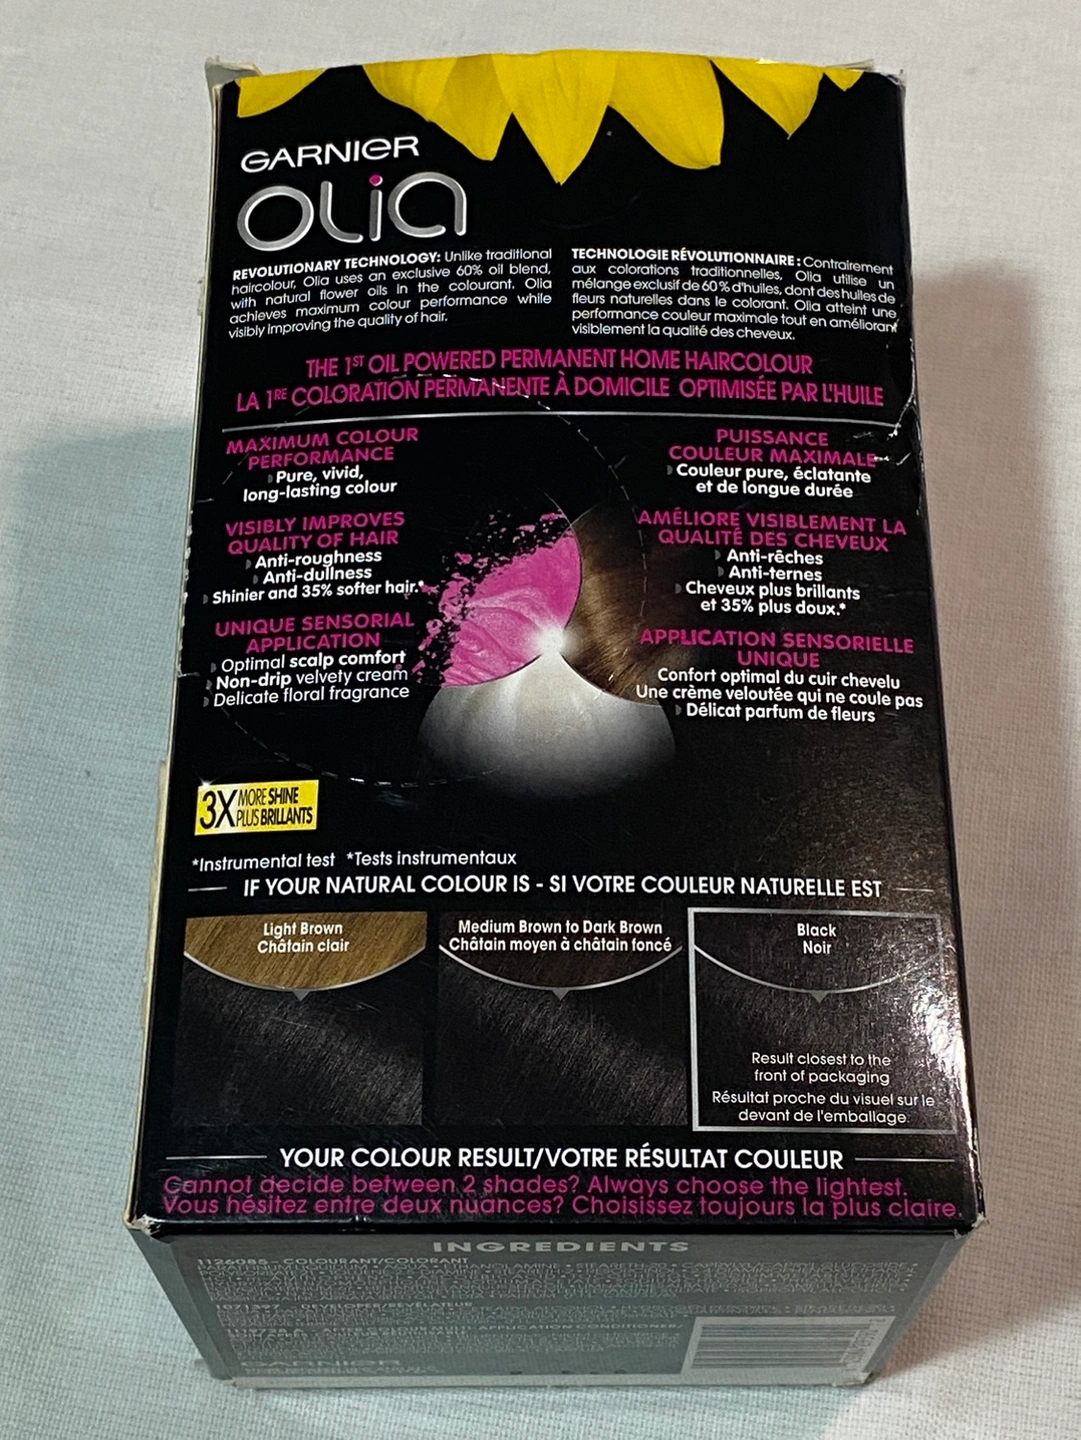 GARNIER
OLIA
REVOLUTIONARY TECHNOLOGY: Unlike traditional
haircolour, Olia uses an exclusive 60% oil blend,
with natural flower oils in the colourant. Olia
achieves maximum colour performance while
visibly improving the quality of hair.
TECHNOLOGIE RÉVOLUTIONNAIRE : Contrairement
aux colorations traditionnelles, Olia utilise un
mélange exclusif de 60% d'huiles, dont des huiles de
fleurs naturelles dans le colorant. Olia atteint une
performance couleur maximale tout en améliorant
visiblement la qualité des cheveux.
THE 1ST OIL POWERED PERMANENT HOME HAIRCOLOUR
LA 1RE COLORATION PERMANENTE À DOMICILE OPTIMISÉE PAR L'HUILE
MAXIMUM COLOUR
PERFORMANCE
Pure, vivid,
long-lasting colour
VISIBLY IMPROVES
QUALITY OF HAIR
Anti-roughness
Anti-dullness
Shinier and 35% softer hair.*
UNIQUE SENSORIAL
APPLICATION
Optimal scalp comfort
Non-drip velvety cream
Delicate floral fragrance
PUISSANCE
COULEUR MAXIMALE
Couleur pure, éclatante
et de longue durée
AMÉLIORE VISIBLEMENT LA
QUALITÉ DES CHEVEUX
Anti-rêches
Anti-ternes
Cheveux plus brillants
et 35% plus doux.*
APPLICATION SENSORIELLE
UNIQUE
Confort optimal du cuir chevelu
Une crème veloutée qui ne coule pas
Délicat parfum de fleurs
3X MORE SHINE
PLUS BRILLANTS
*Instrumental test *Tests instrumentaux
IF YOUR NATURAL COLOUR IS - SI VOTRE COULEUR NATURELLE EST
Light Brown
Châtain clair
Medium Brown to Dark Brown
Châtain moyen à châtain foncé
Black
Noir
Result closest to the
front of packaging
Résultat proche du visuel sur le
devant de l'emballage.
YOUR COLOUR RESULT/VOTRE RÉSULTAT COULEUR
Cannot decide between 2 shades? Always choose the lightest.
Vous hésitez entre deux nuances? Choisissez toujours la plus claire.
INGREDIENTS
1126085 - COLOURANT/COLORANT
DEVELOPER/RÉVÉLATEUR
GARNIER